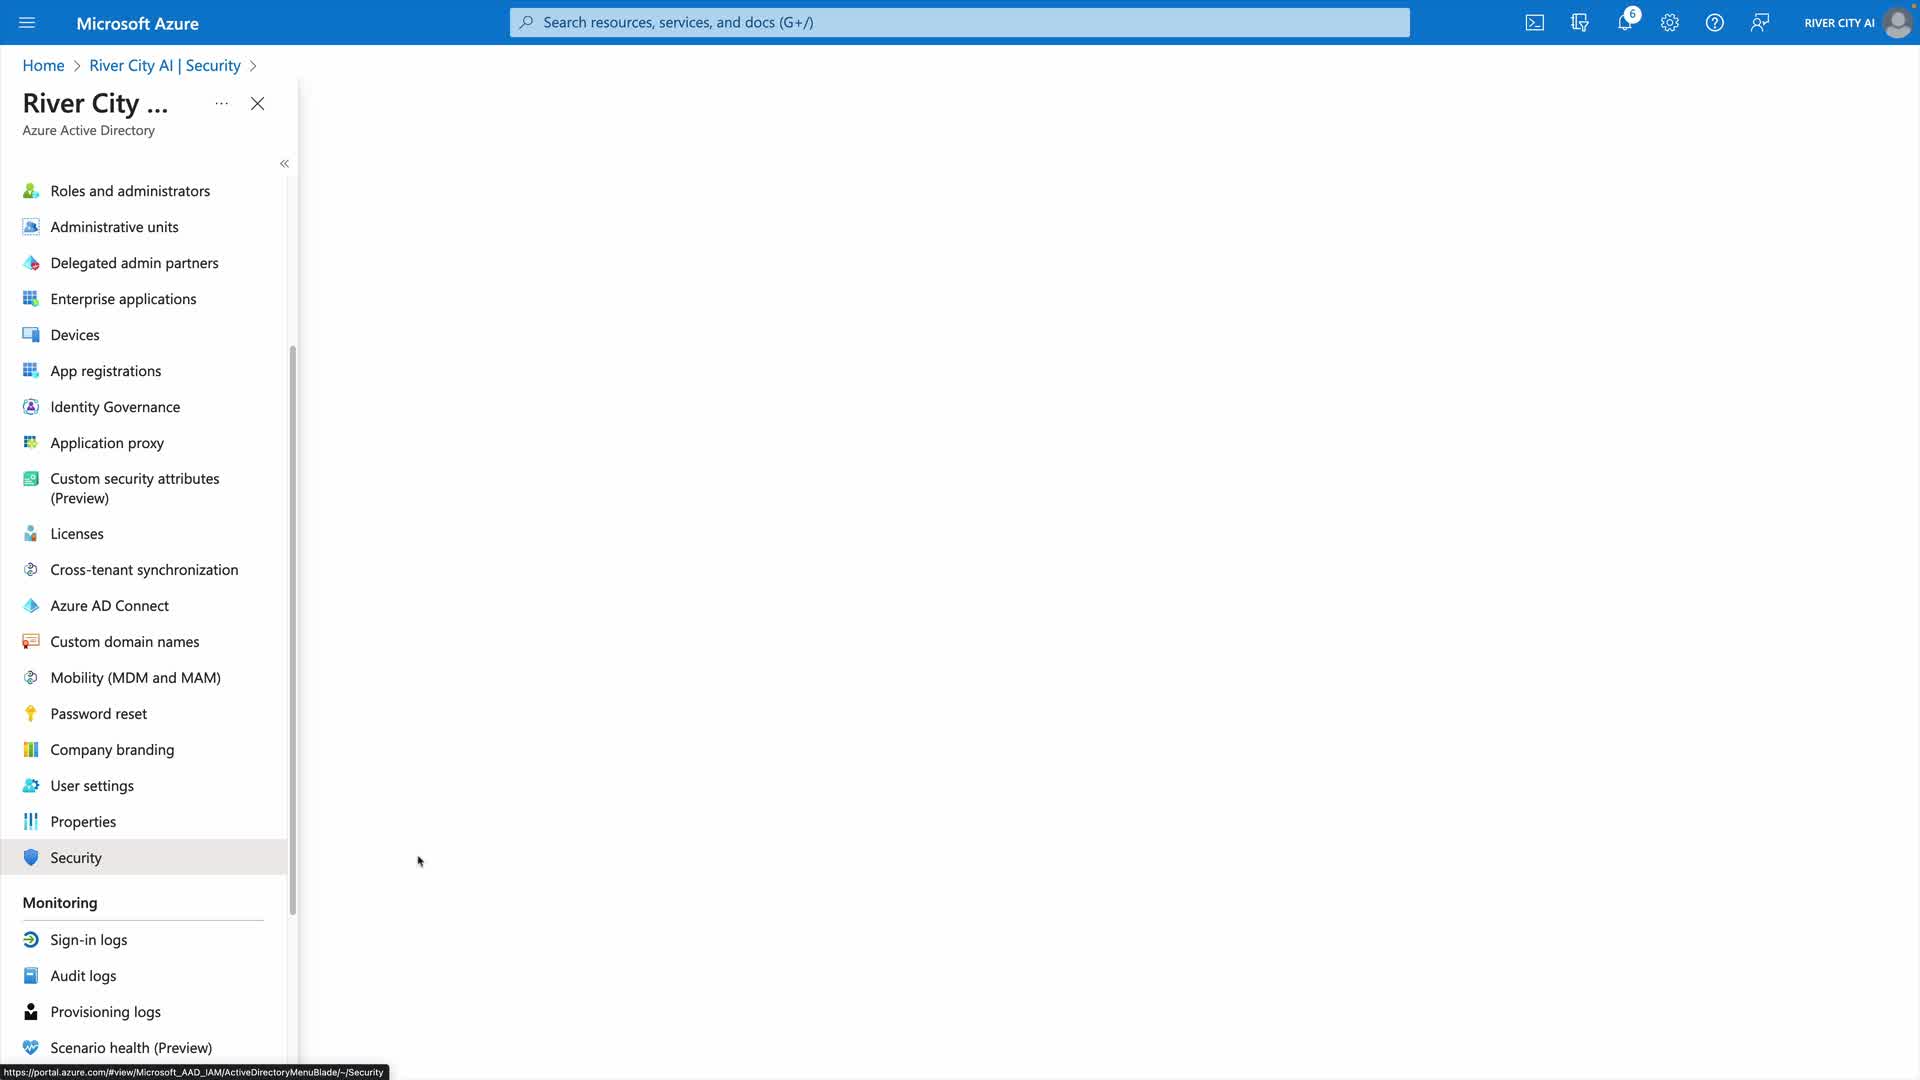 Microsoft Azure
Search resources, services, and docs (G+/)
6
RIVER CITY AI
Home > River City AI | Security >
River City ...
Azure Active Directory
Roles and administrators
Administrative units
Delegated admin partners
Enterprise applications
Devices
App registrations
Identity Governance
Application proxy
Custom security attributes
(Preview)
Licenses
Cross-tenant synchronization
Azure AD Connect
Custom domain names
Mobility (MDM and MAM)
Password reset
Company branding
User settings
Properties
Security
Monitoring
Sign-in logs
Audit logs
Provisioning logs
Scenario health (Preview)
https://portal.azure.com/#view/Microsoft_AAD_IAM/ActiveDirectoryMenuBlade/~/Security